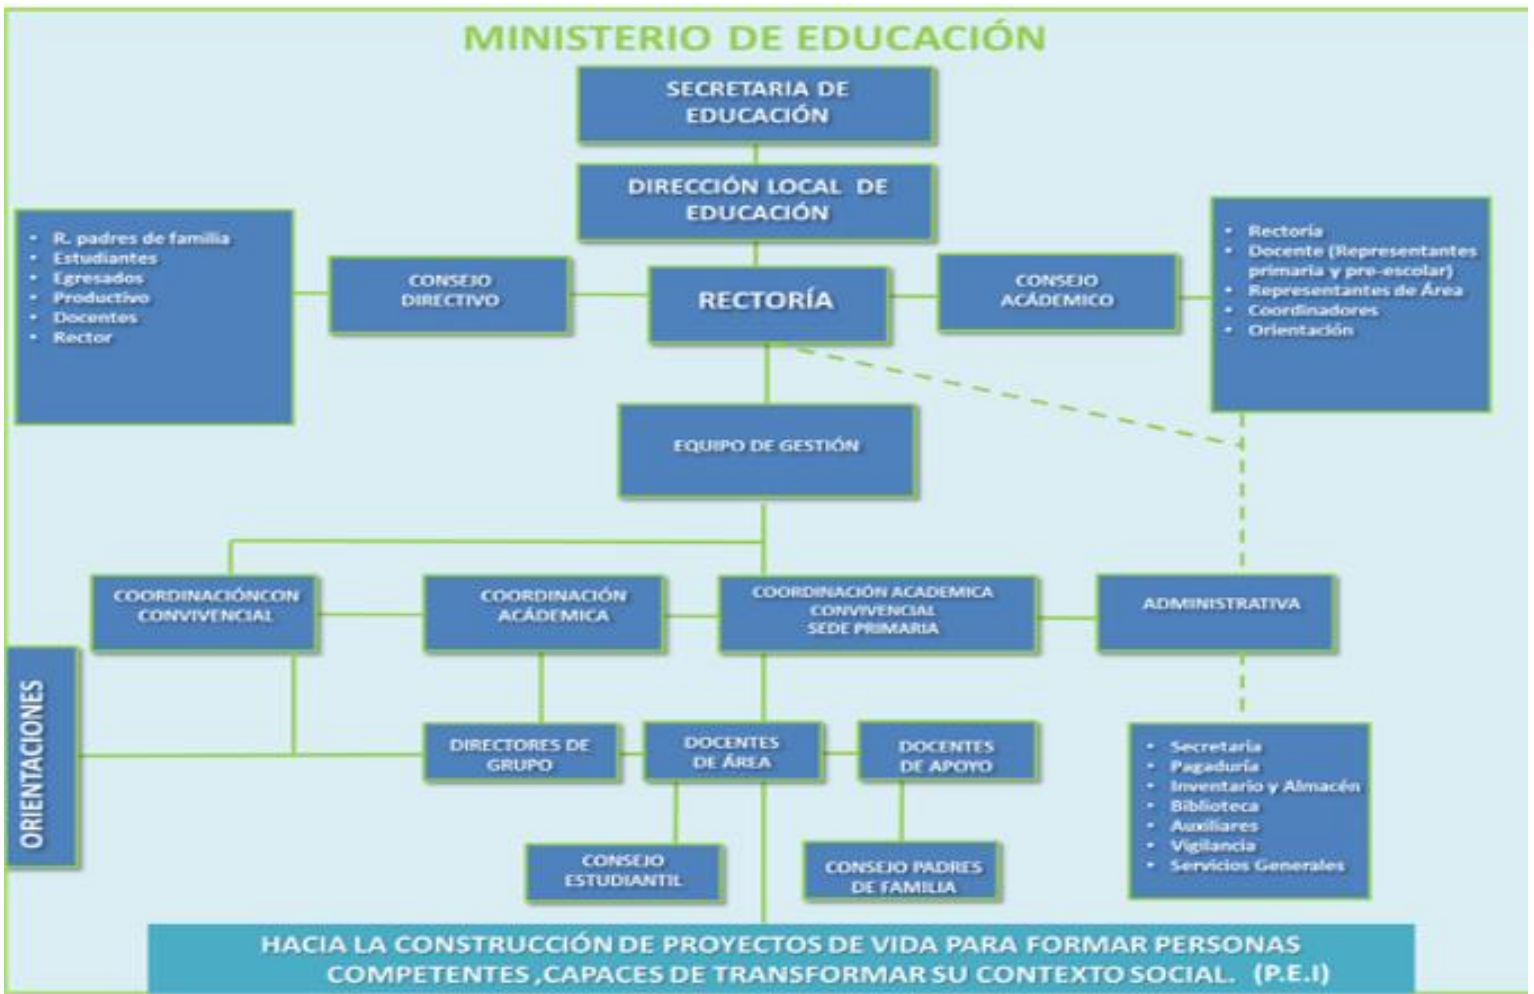 MINISTERIO DE EDUCACIÓN
SECRETARIA DE
EDUCACIÓN
DIRECCIÓN LOCAL DE
EDUCACIÓN
• R. padres de familia
• Estudiantes
• Egresados
• Productivo
• Docentes
• Rector
CONSEJO
DIRECTIVO
RECTORÍA
CONSEJO
ACÁDEMICO
• Rectoría
• Docente (Representantes
primaria y pre-escolar)
• Representantes de Área
• Coordinadores
• Orientación
EQUIPO DE GESTIÓN
COORDINACIÓNCON
CONVIVENCIAL
COORDINACIÓN
ACÁDEMICA
COORDINACIÓN ACADEMICA
CONVIVENCIAL
SEDE PRIMARIA
ADMINISTRATIVA
ORIENTACIONES
DIRECTORES DE
GRUPO
DOCENTES
DE ÁREA
DOCENTES
DE APOYO
• Secretaria
• Pagaduría
• Inventario y Almacén
• Biblioteca
• Auxiliares
• Vigilancia
• Servicios Generales
CONSEJO
ESTUDIANTIL
CONSEJO PADRES
DE FAMILIA
HACIA LA CONSTRUCCIÓN DE PROYECTOS DE VIDA PARA FORMAR PERSONAS
COMPETENTES ,CAPACES DE TRANSFORMAR SU CONTEXTO SOCIAL. (P.E.I)